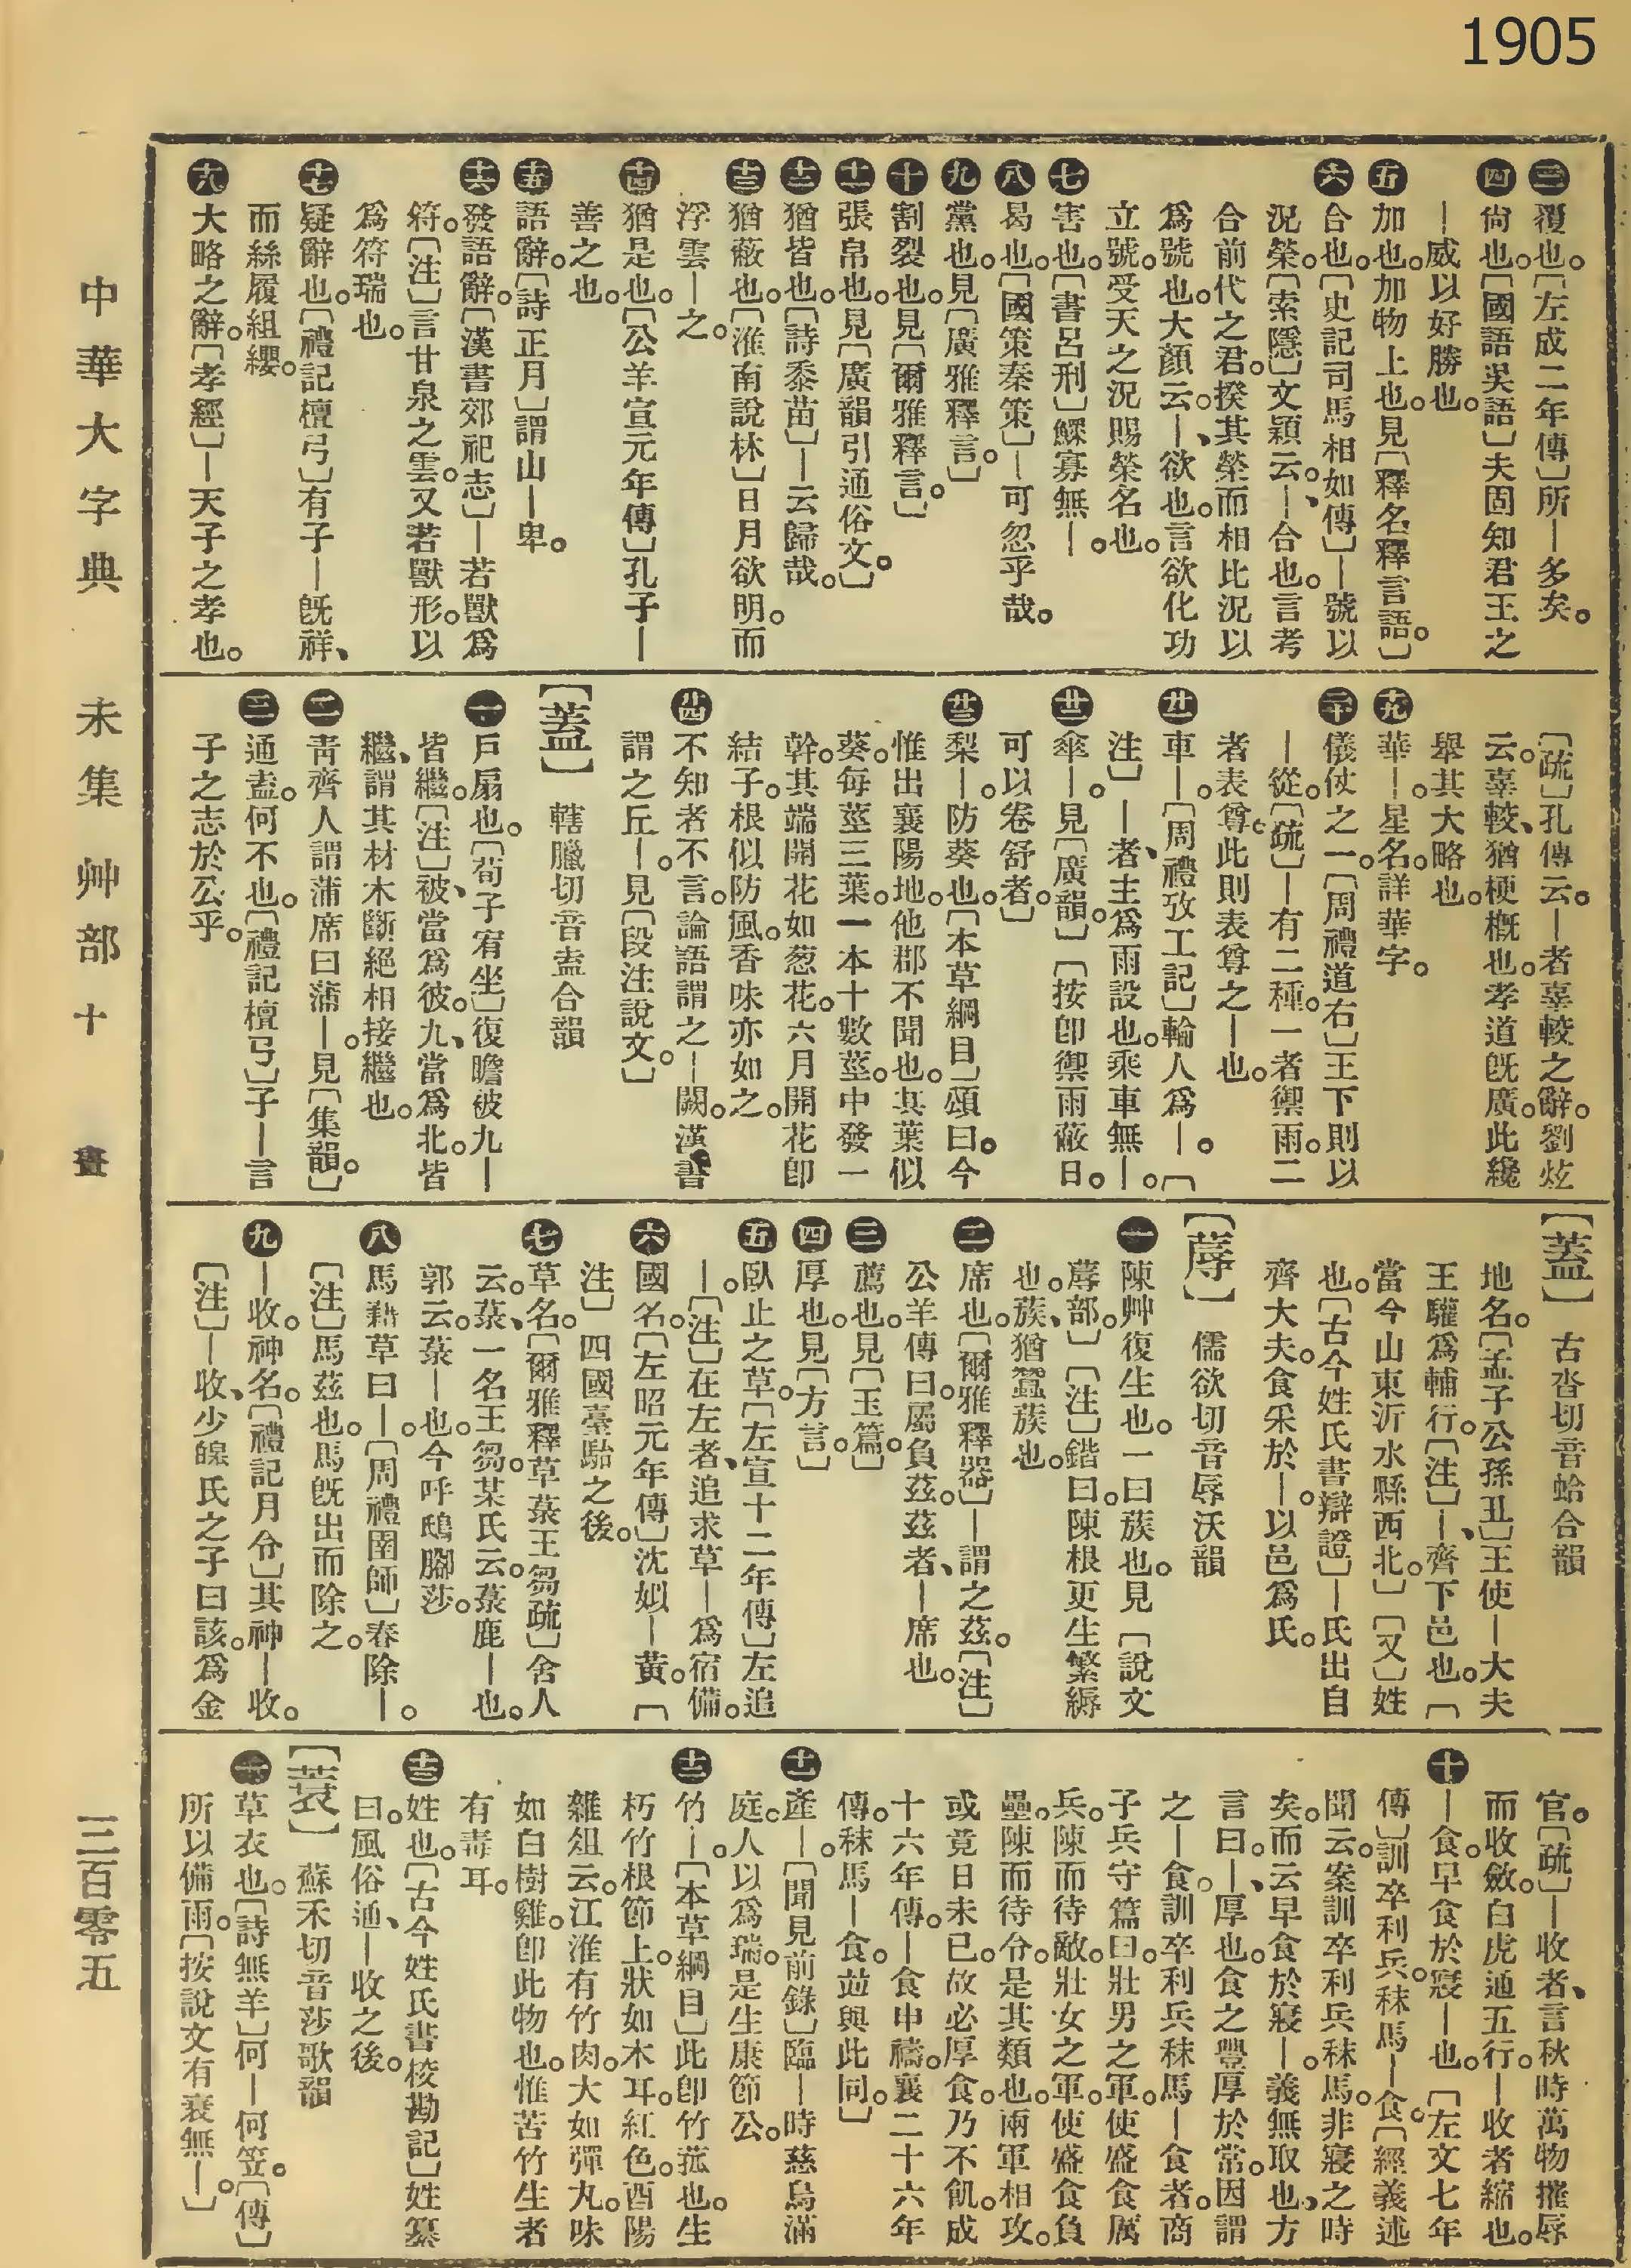 1905
三 覆也。〔左成二年傳〕所―多矣。
四 尙也。〔國語吳語〕夫固知君王之
―威以好勝也。
五 加也。加物上也。見〔釋名釋言語。〕
六 合也。〔史記司馬相如傳〕―號以
況榮。〔索隱〕文穎云。―、合也。言考
合前代之君。揆其榮而相比況以
爲號也。大顏云。―、欲也。言欲化功
立號。受天之況賜榮名也。
七 害也。〔書呂刑〕鰥寡無―。
八 曷也。〔國策秦策〕―可忽乎哉。
九 黨也。見〔廣雅釋言。〕
十 割裂也。見〔爾雅釋言。〕
十一 張帛也。見〔廣韻引通俗文。〕
十二 猶皆也。〔詩黍苗〕―云歸哉。
十三 猶蔽也。〔淮南說林〕日月欲明。而
浮雲―之。
十四 猶是也。〔公羊宣元年傳〕孔子―
善之也。
十五 語辭。〔詩正月〕謂山―卑。
十六 發語辭。〔漢書郊祀志〕―若獸爲
符。〔注〕言甘泉之雲。又若獸形。以
爲符瑞也。
十七 疑辭也。〔禮記檀弓〕有子―旣祥、
而絲履組纓。
十八 大略之辭。〔孝經〕―天子之孝也。
〔疏〕孔傳云。―者辜較之辭。劉炫
云。辜較、猶梗槪也。孝道旣廣。此纔
舉其大略也。
十九 華―。星名。詳華字。
二十 儀仗之一。〔周禮道右〕王下則以
―從。〔疏〕―有二種。一者禦雨。二
者表尊。此則表尊之―也。
廿一 車―。〔周禮攷工記〕輪人爲―。〔
注〕―者、主爲雨設也。乘車無―。
廿二 傘―。見〔廣韻。〕〔按卽禦雨蔽日。
可以卷舒者。〕
廿三 梨―。防葵也。〔本草綱目〕頌曰。今
惟出襄陽地。他郡不聞也。其葉似
葵。每莖三葉。一本十數莖。中發一
幹。其端開花如葱花。六月開花卽
結子。根似防風。香味亦如之。
廿四 不知者不言。論語謂之―闕。漢書
謂之丘―。見〔段注說文。〕
〔蓋〕 轄臘切音盍合韻
一 戶扇也。〔荀子宥坐〕復瞻被九―
皆繼。〔注〕被、當爲彼。九、當爲北。皆
繼、謂其材木斷絕相接繼也。
二 靑齊人謂蒲席曰蒲―。見〔集韻。〕
三 通盍。何不也。〔禮記檀弓〕子―言
子之志於公乎。
〔蓋〕 古沓切音蛤合韻
地名。〔孟子公孫丑〕王使―大夫
王驩爲輔行。〔注〕―、齊下邑也。〔
當今山東沂水縣西北。〕〔又〕姓
也。〔古今姓氏書辯證〕―氏出自
齊大夫。食采於―。以邑爲氏。
〔蓐〕 儒欲切音辱沃韻
一 陳艸復生也。一曰族也。見〔說文
蓐部。〕〔注〕鍇曰。陳根更生繁縟
也。族、猶蠶族也。
二 席也。〔爾雅釋器〕―謂之茲。〔注〕
公羊傳曰。屬負茲。茲者、―席也。
三 薦也。見〔玉篇。〕
四 厚也。見〔方言。〕
五 臥止之草。〔左宣十二年傳〕左追
―。〔注〕在左者、追求草―爲宿備。
六 國名。〔左昭元年傳〕沈姒―黃。〔
注〕四國臺駘之後。
七 草名。〔爾雅釋草菉王芻疏〕舍人
云。菉、一名王芻。某氏云。菉鹿―也。
郭云。菉―也。今呼鴟腳莎。
八 馬藉草曰―。〔周禮圉師〕春除―。
〔注〕馬茲也。馬旣出而除之。
九 ―收。神名。〔禮記月令〕其神―收。
〔注〕―收、少皞氏之子曰該。爲金
官。〔疏〕―收者、言秋時萬物摧辱
而收斂。白虎通五行。―收者縮也。
十 ―食。早食於寢―也。〔左文七年
傳〕訓卒利兵。秣馬―食。〔經義述
聞云。案訓卒利兵秣馬。非寢之時
矣。而云早食於寢―。義無取也、方
言曰。―、厚也。食之豐厚於常。因謂
之―食。訓卒利兵秣馬―食者。商
子兵守篇曰。壯男之軍。使盛食厲
兵。陳而待敵。壯女之軍。使盛食負
壘。陳而待令。是其類也。兩軍相攻。
或竟日未已。故必厚食。乃不飢。成
十六年傳。―食申禱。襄二十六年
傳。秣馬―食。竝與此同。〕
十一 產―。〔聞見前錄〕臨―時慈烏滿
庭。人以爲瑞。是生康節公。
十二 竹―。〔本草綱目〕此卽竹菰也。生
朽竹根節上。狀如木耳。紅色。酉陽
雜俎云。江淮有竹肉。大如彈丸。味
如白樹雞。卽此物也。惟苦竹生者
有毒耳。
十三 姓也。〔古今姓氏書校勘記〕姓纂
曰。風俗通、―收之後。
〔蓑〕 蘇禾切音莎歌韻
一 草衣也。〔詩無羊〕何―何笠。〔傳〕
所以備雨。〔按說文有衰無―。〕
中華大字典 未集 艸部 十畫 三百零五